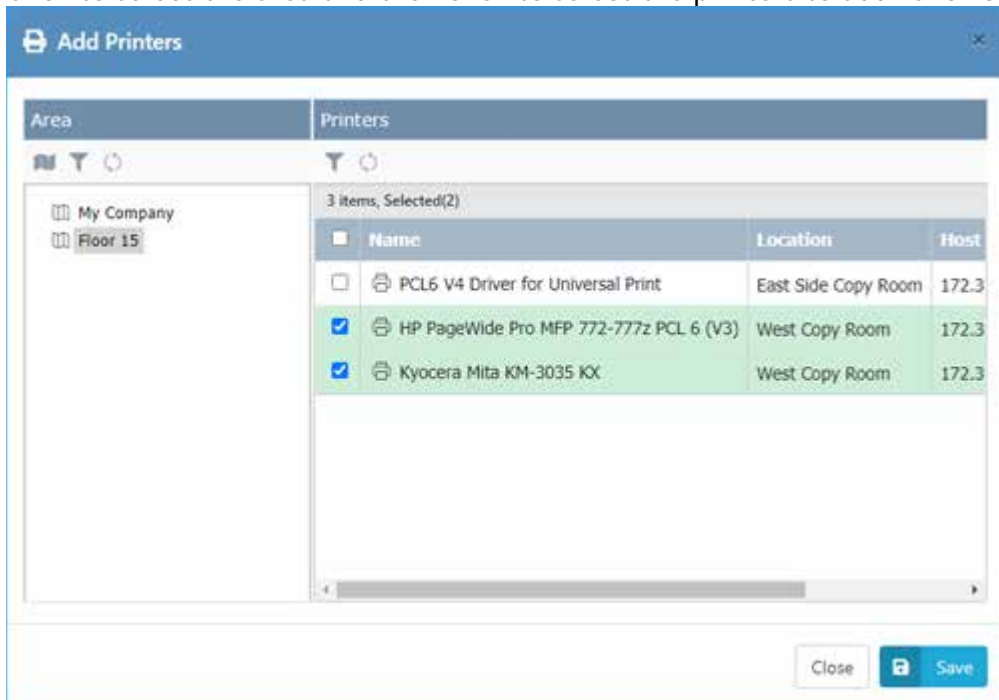 Add Printers
Area
Printers
3 items, Selected(2)
My Company
Floor 15
Name Location Host
PCL6 V4 Driver for Universal Print East Side Copy Room 172.3
HP PageWide Pro MFP 772-777z PCL 6 (V3) West Copy Room 172.3
Kyocera Mita KM-3035 KX West Copy Room 172.3
Close Save